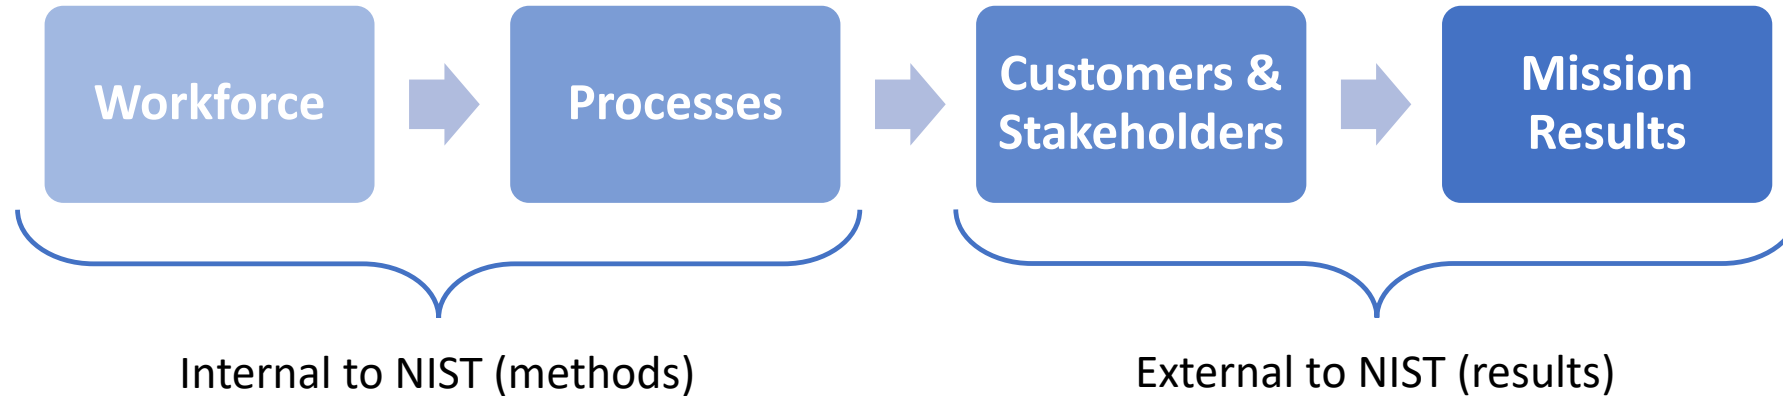 Workforce
Processes
Customers &
Stakeholders
Mission
Results
Internal to NIST (methods)
External to NIST (results)